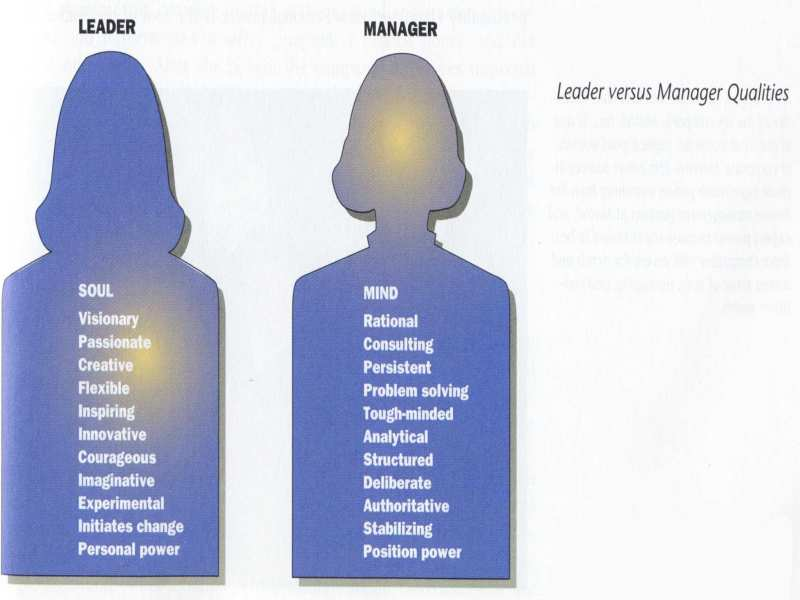 LEADER
SOUL
Visionary
Passionate
Creative
Flexible
Inspiring
Innovative
Courageous
Imaginative
Experimental
Initiates change
Personal power
MANAGER
MIND
Rational
Consulting
Persistent
Problem solving
Tough-minded
Analytical
Structured
Deliberate
Authoritative
Stabilizing
Position power
Leader versus Manager Qualities